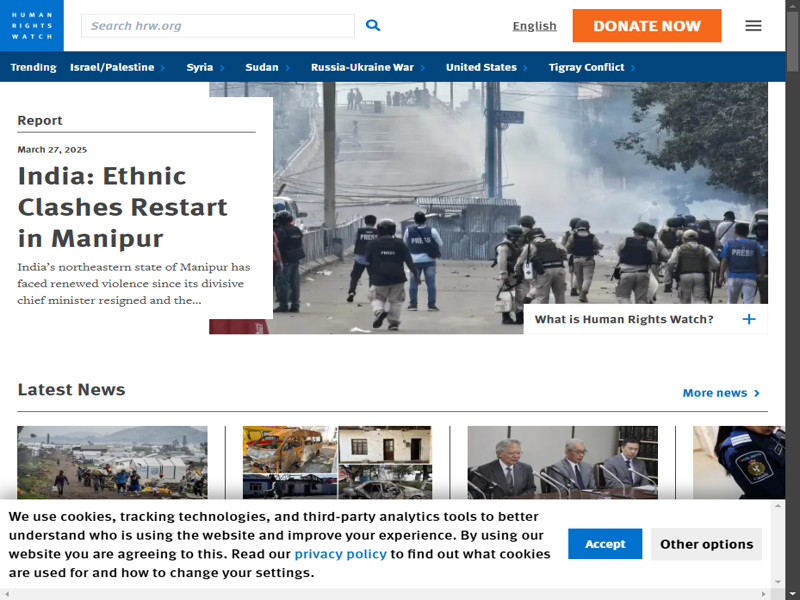 HUMAN
RIGHTS
WATCH
Search hrw.org
English
DONATE NOW
Trending
Israel/Palestine
Syria
Sudan
Russia-Ukraine War
United States
Tigray Conflict
Report
March 27, 2025
India: Ethnic
Clashes Restart
in Manipur
India’s northeastern state of Manipur has
faced renewed violence since its divisive
chief minister resigned and the...
PRESS
PRESS
PRESS
PRESS
What is Human Rights Watch?
Latest News
More news
We use cookies, tracking technologies, and third-party analytics tools to better
understand who is using the website and improve your experience. By using our
website you are agreeing to this. Read our privacy policy to find out what cookies
are used for and how to change your settings.
Accept
Other options